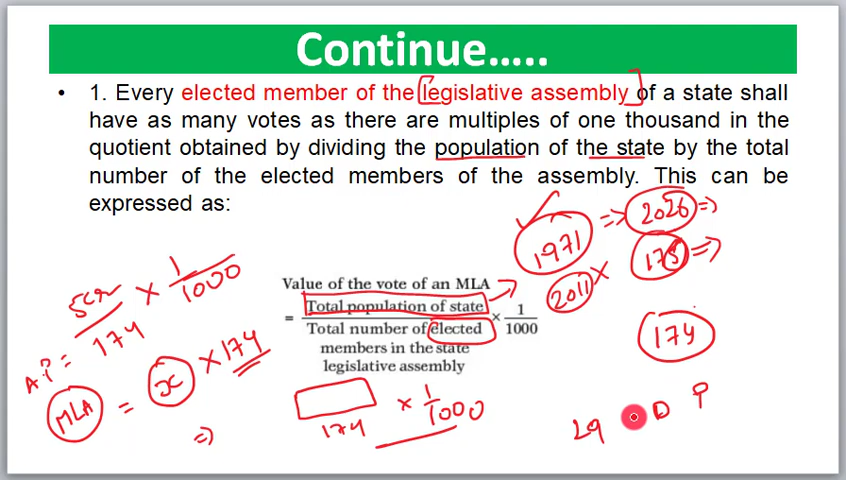 Continue.....
• 1. Every elected member of the legislative assembly of a state shall
have as many votes as there are multiples of one thousand in the
quotient obtained by dividing the population of the state by the total
number of the elected members of the assembly. This can be
expressed as:
1971 ⇒ 2026 ⇒
2011 × 175 ⇒
Value of the vote of an MLA
= Total population of state
Total number of elected
members in the state
legislative assembly
× 1
1000
A.P = 5cr
174
× 1
1000
MLA = x × 174
⇒
174
× 1
1000
174
29 D P